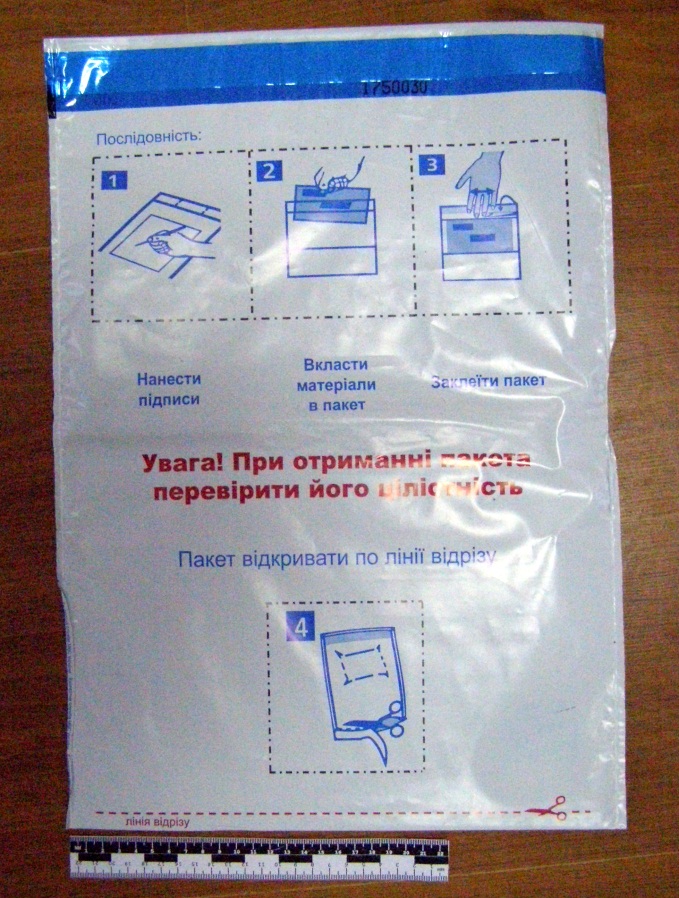 1750030
Послідовність:
1
2
3
Нанести
підписи
Вкласти
матеріали
в пакет
Заклеїти пакет
Увага! При отриманні пакета
перевірити його цілістність
Пакет відкривати по лінії відрізу
4
лінія відрізу